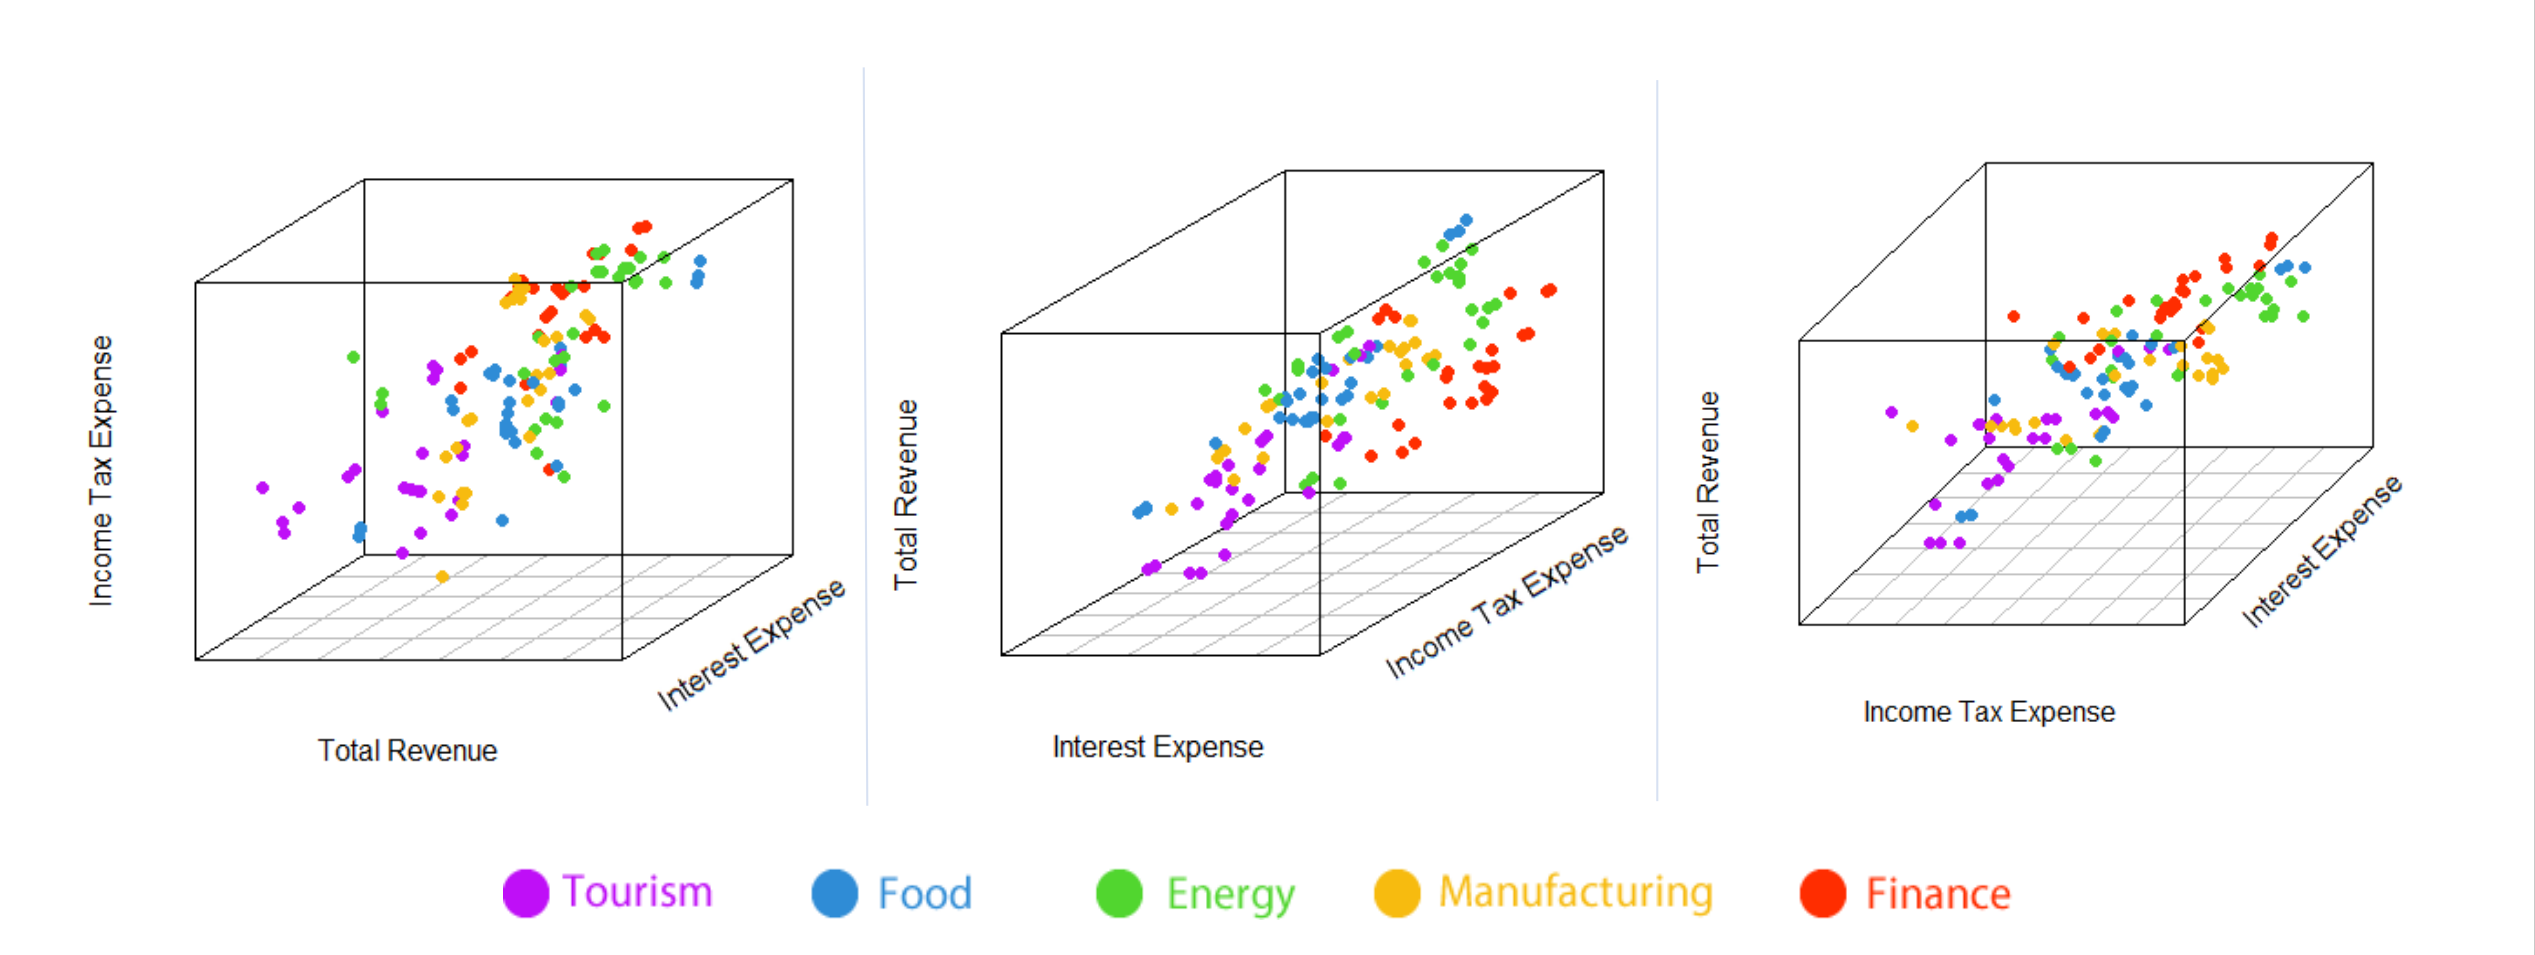 Income Tax Expense
Total Revenue
Interest Expense
Total Revenue
Interest Expense
Income Tax Expense
Total Revenue
Income Tax Expense
Interest Expense
Tourism
Food
Energy
Manufacturing
Finance